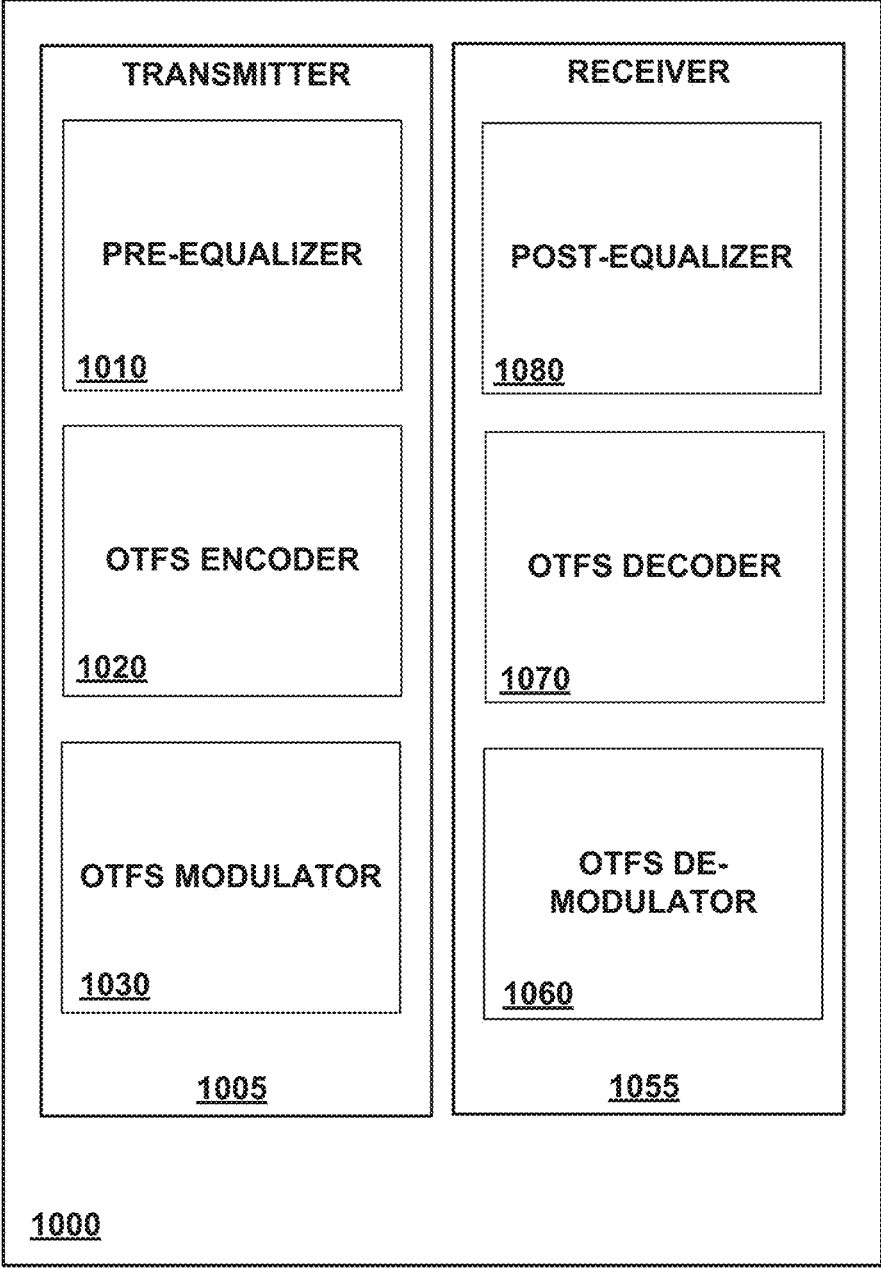 TRANSMITTER
PRE-EQUALIZER
1010
OTFS ENCODER
1020
OTFS MODULATOR
1030
1005
RECEIVER
POST-EQUALIZER
1080
OTFS DECODER
1070
OTFS DE-
MODULATOR
1060
1055
1000